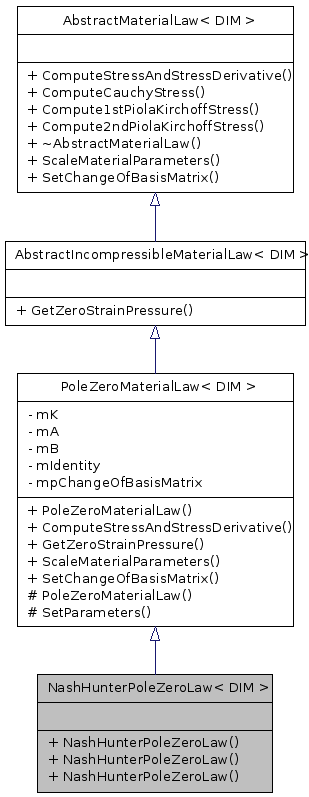 AbstractMaterialLaw< DIM >
+ ComputeStressAndStressDerivative()
+ ComputeCauchyStress()
+ Compute1stPiolaKirchoffStress()
+ Compute2ndPiolaKirchoffStress()
+ ~AbstractMaterialLaw()
+ ScaleMaterialParameters()
+ SetChangeOfBasisMatrix()
AbstractIncompressibleMaterialLaw< DIM >
+ GetZeroStrainPressure()
PoleZeroMaterialLaw< DIM >
- mK
- mA
- mB
- mIdentity
- mpChangeOfBasisMatrix
+ PoleZeroMaterialLaw()
+ ComputeStressAndStressDerivative()
+ GetZeroStrainPressure()
+ ScaleMaterialParameters()
+ SetChangeOfBasisMatrix()
# PoleZeroMaterialLaw()
# SetParameters()
NashHunterPoleZeroLaw< DIM >
+ NashHunterPoleZeroLaw()
+ NashHunterPoleZeroLaw()
+ NashHunterPoleZeroLaw()